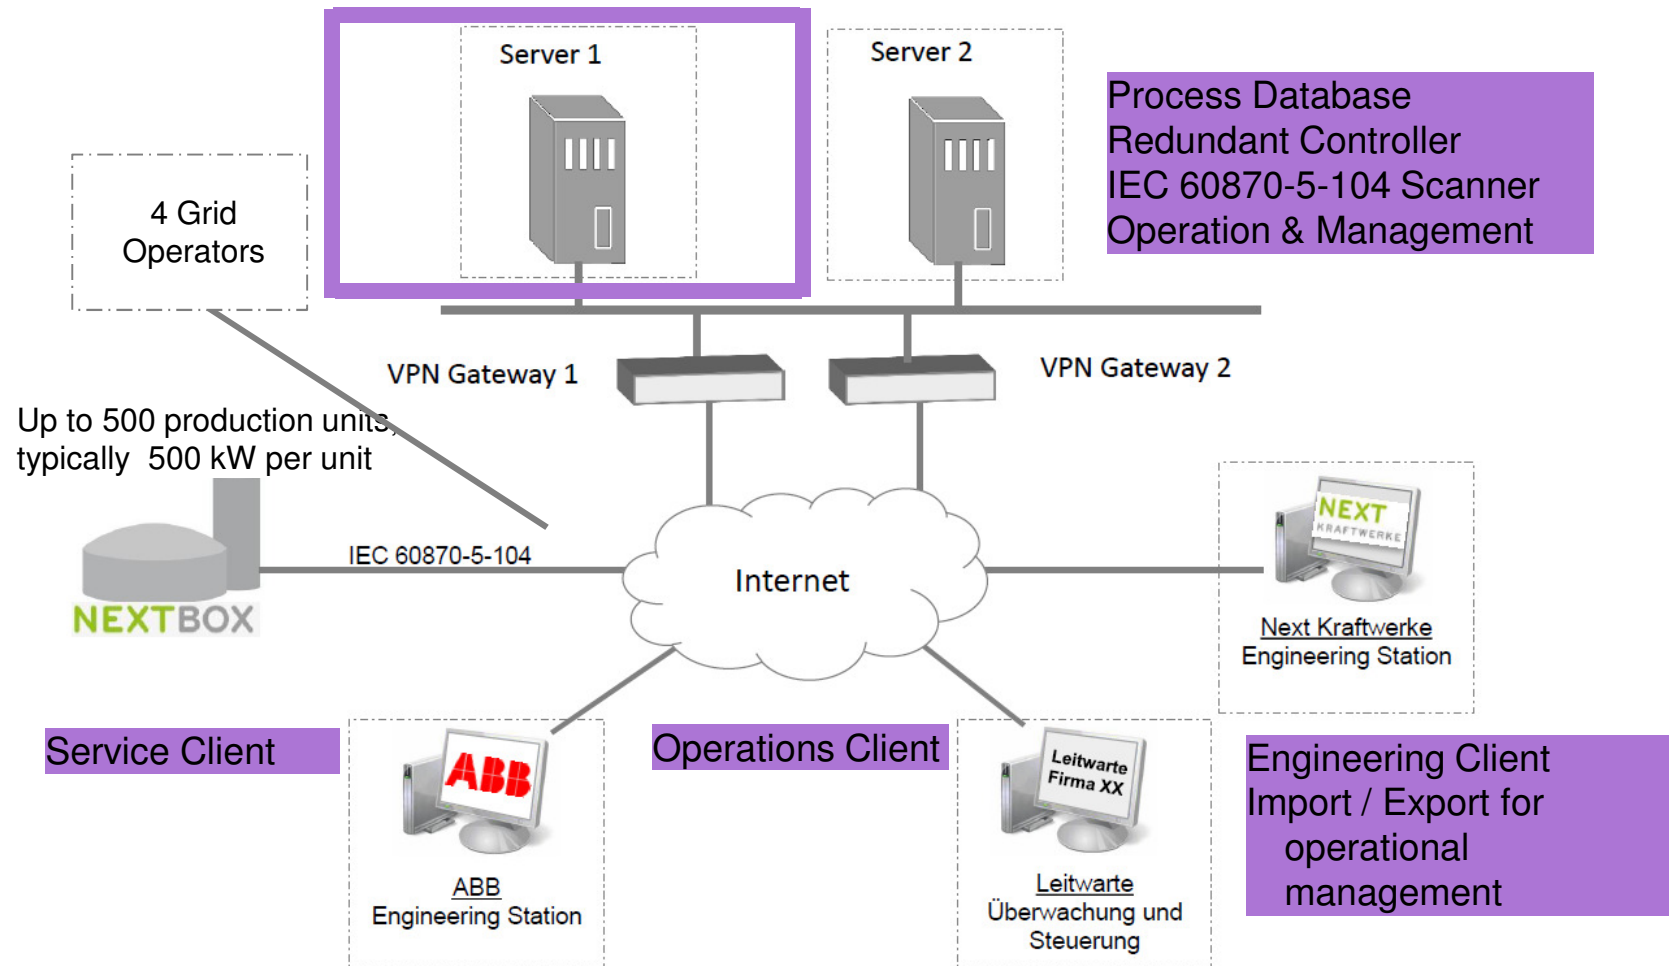 Server 1
Server 2
Process Database
Redundant Controller
IEC 60870-5-104 Scanner
Operation & Management
4 Grid
Operators
VPN Gateway 1
VPN Gateway 2
Up to 500 production units,
typically 500 kW per unit
IEC 60870-5-104
NEXTBOX
Internet
NEXT
KRAFTWERKE
Next Kraftwerke
Engineering Station
Service Client
ABB
ABB
Engineering Station
Operations Client
Leitwarte
Firma XX
Leitwarte
Überwachung und
Steuerung
Engineering Client
Import / Export for
operational
management